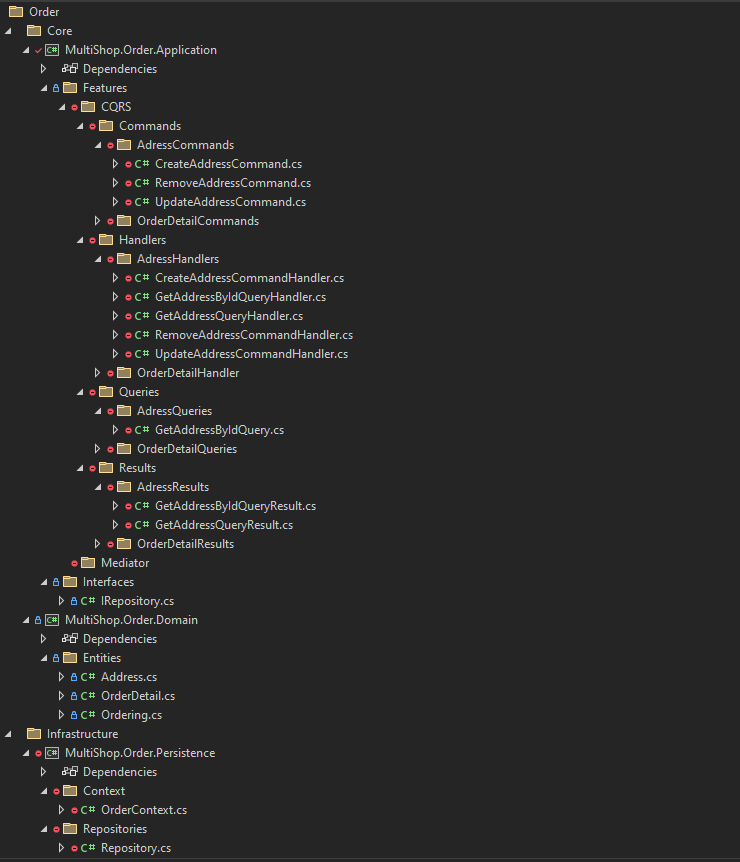 Order
Core
C# MultiShop.Order.Application
Dependencies
Features
CQRS
Commands
AdressCommands
C# CreateAddressCommand.cs
C# RemoveAddressCommand.cs
C# UpdateAddressCommand.cs
OrderDetailCommands
Handlers
AdressHandlers
C# CreateAddressCommandHandler.cs
C# GetAddressByIdQueryHandler.cs
C# GetAddressQueryHandler.cs
C# RemoveAddressCommandHandler.cs
C# UpdateAddressCommandHandler.cs
OrderDetailHandler
Queries
AdressQueries
C# GetAddressByIdQuery.cs
OrderDetailQueries
Results
AdressResults
C# GetAddressByIdQueryResult.cs
C# GetAddressQueryResult.cs
OrderDetailResults
Mediator
Interfaces
C# IRepository.cs
C# MultiShop.Order.Domain
Dependencies
Entities
C# Address.cs
C# OrderDetail.cs
C# Ordering.cs
Infrastructure
C# MultiShop.Order.Persistence
Dependencies
Context
C# OrderContext.cs
Repositories
C# Repository.cs